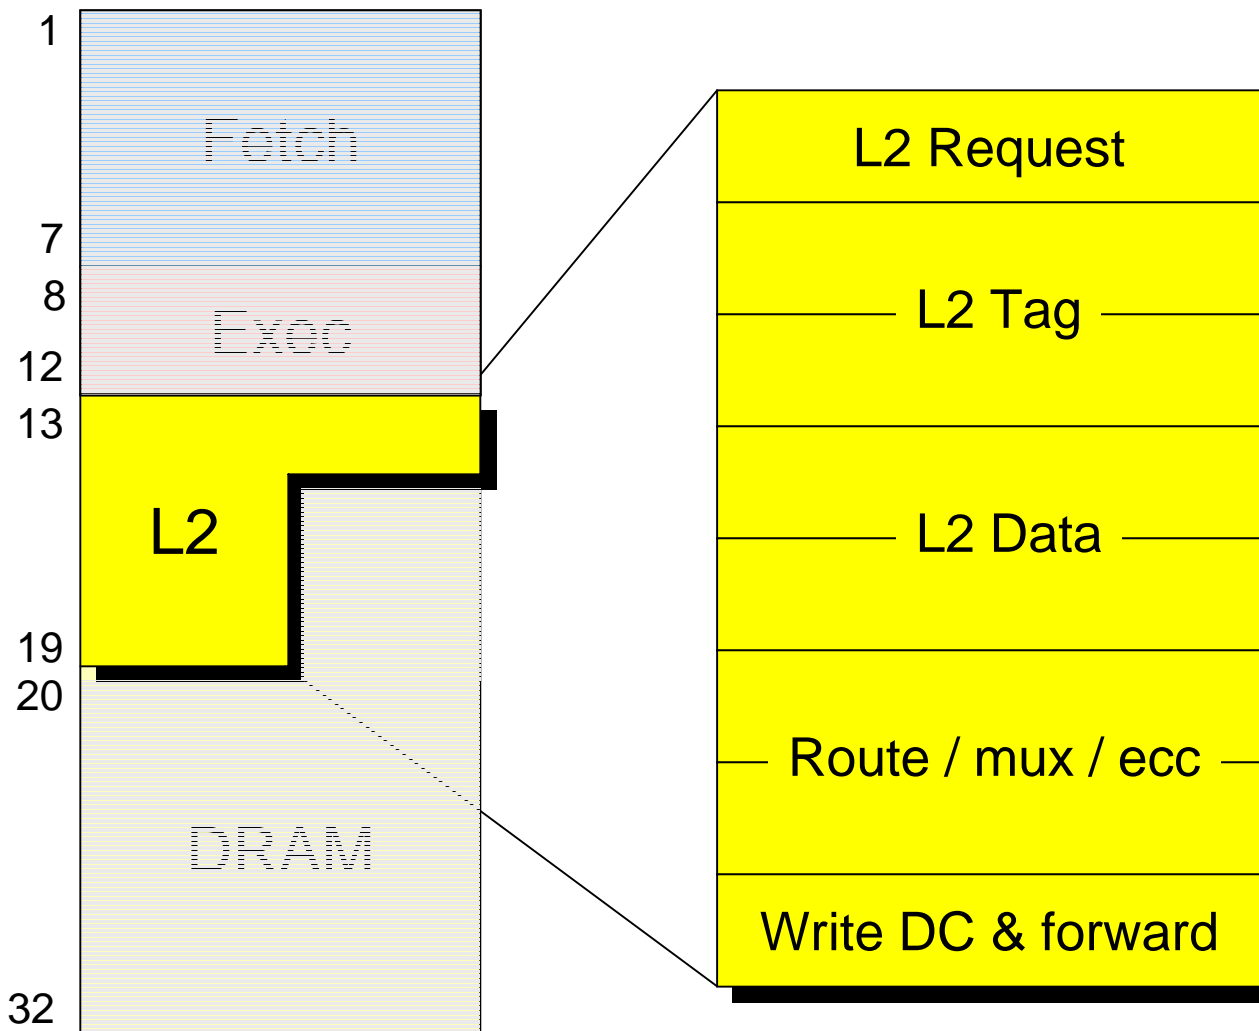 1
Fetch
7
8
Exec
12
13
L2
19
20
DRAM
32
L2 Request
L2 Tag
L2 Data
Route / mux / ecc
Write DC & forward